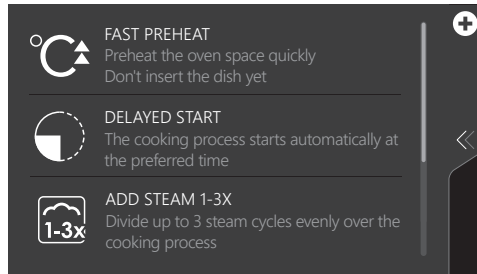 °C
FAST PREHEAT
Preheat the oven space quickly
Don't insert the dish yet
DELAYED START
The cooking process starts automatically at
the preferred time
1-3x
ADD STEAM 1-3X
Divide up to 3 steam cycles evenly over the
cooking process